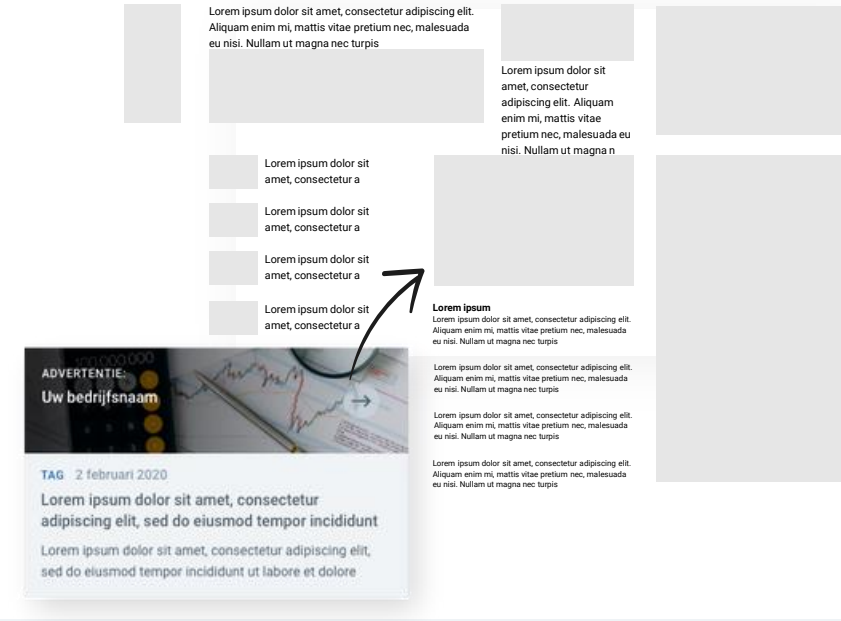 Lorem ipsum dolor sit amet, consectetur adipiscing elit.
Aliquam enim mi, mattis vitae pretium nec, malesuada
eu nisi. Nullam ut magna nec turpis
Lorem ipsum dolor sit
amet, consectetur
adipiscing elit. Aliquam
enim mi, mattis vitae
pretium nec, malesuada eu
nisi. Nullam ut magna n
Lorem ipsum dolor sit
amet, consectetur a
Lorem ipsum dolor sit
amet, consectetur a
Lorem ipsum dolor sit
amet, consectetur a
Lorem ipsum dolor sit
amet, consectetur a
Lorem ipsum
Lorem ipsum dolor sit amet, consectetur adipiscing elit.
Aliquam enim mi, mattis vitae pretium nec, malesuada
eu nisi. Nullam ut magna nec turpis
Lorem ipsum dolor sit amet, consectetur adipiscing elit.
Aliquam enim mi, mattis vitae pretium nec, malesuada
eu nisi. Nullam ut magna nec turpis
Lorem ipsum dolor sit amet, consectetur adipiscing elit.
Aliquam enim mi, mattis vitae pretium nec, malesuada
eu nisi. Nullam ut magna nec turpis
Lorem ipsum dolor sit amet, consectetur adipiscing elit.
Aliquam enim mi, mattis vitae pretium nec, malesuada
eu nisi. Nullam ut magna nec turpis
100,000,000
ADVERTENTIE:
Uw bedrijfsnaam
TAG 2 februari 2020
Lorem ipsum dolor sit amet, consectetur
adipiscing elit, sed do eiusmod tempor incididunt
Lorem ipsum dolor sit amet, consectetur adipiscing elit,
sed do eiusmod tempor incididunt ut labore et dolore